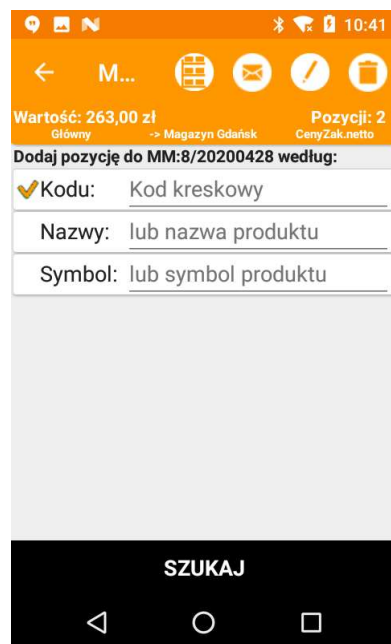 10:41
M...
Wartość: 263,00 zł Pozycji: 2
Główny -> Magazyn Gdańsk CenyZak.netto
Dodaj pozycję do MM:8/20200428 według:
Kodu: Kod kreskowy
Nazwy: lub nazwa produktu
Symbol: lub symbol produktu
SZUKAJ